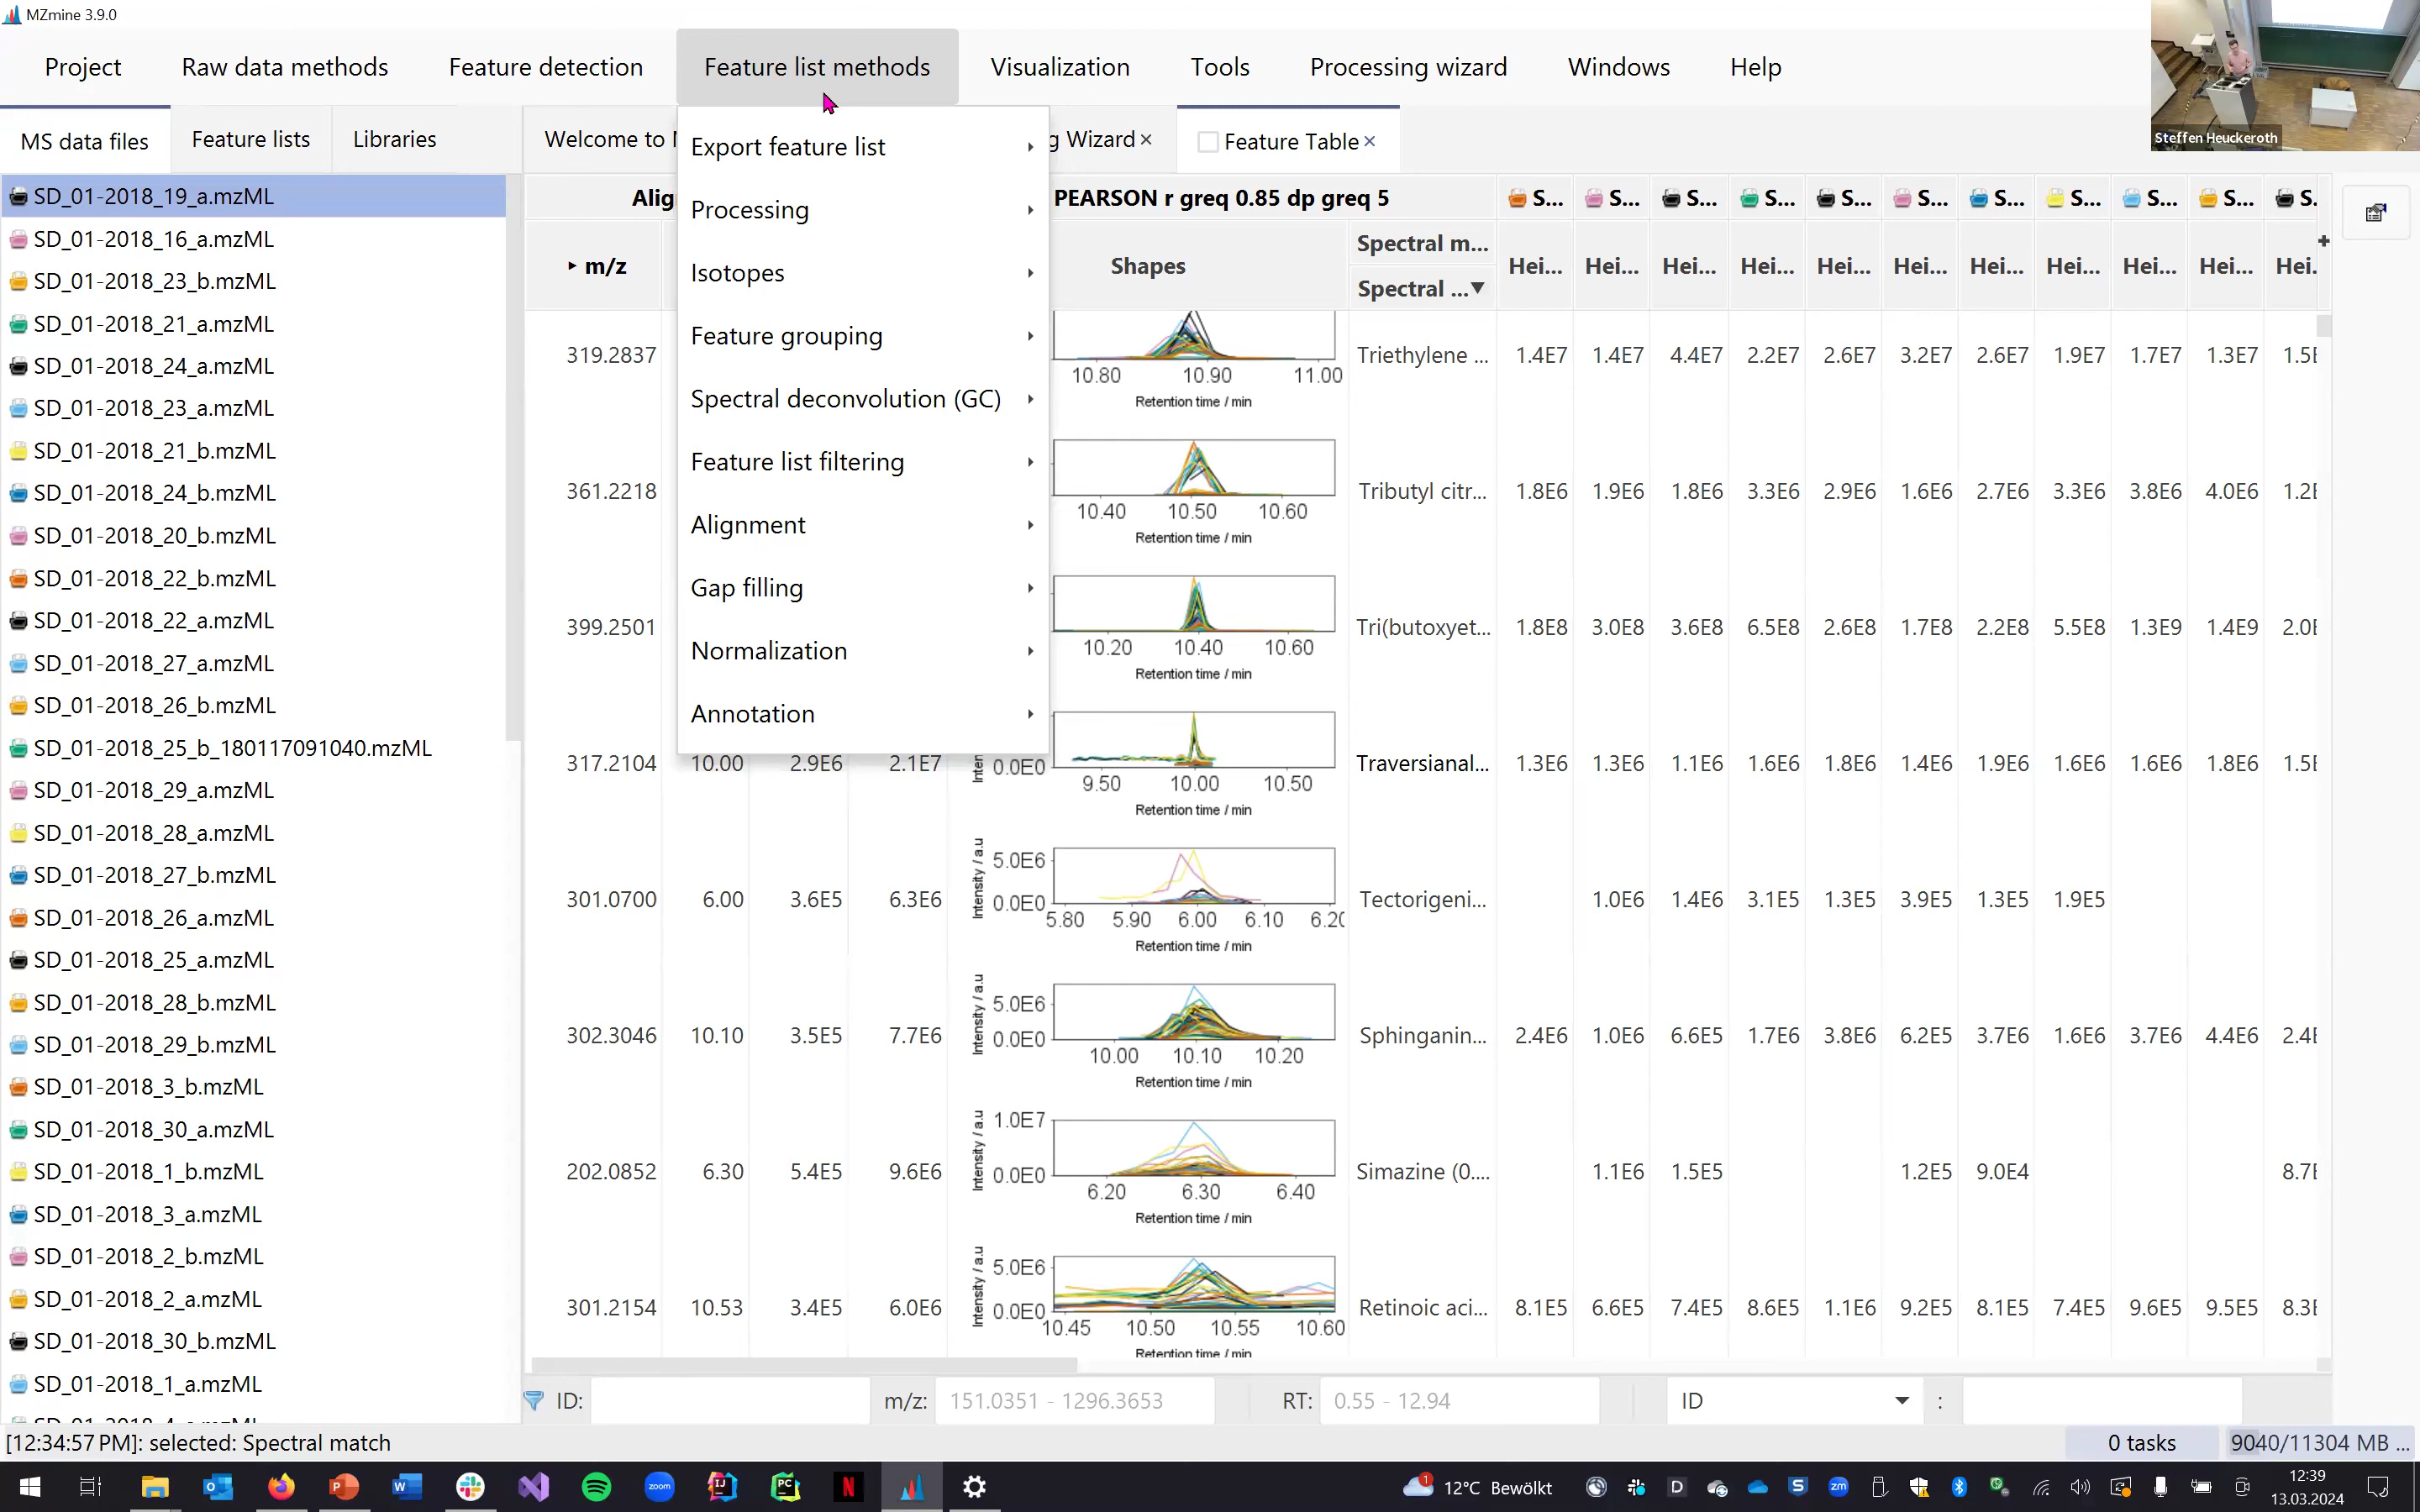 MZmine 3.9.0
Project Raw data methods Feature detection Feature list methods Visualization Tools Processing wizard Windows Help
Steffen Heuckeroth
MS data files Feature lists Libraries
Welcome to g Wizard Feature Table
PEARSON r greq 0.85 dp greq 5 S... S... S... S... S... S... S... S... S... S... S.
m/z Shapes Spectral m... Hei... Hei... Hei... Hei... Hei... Hei... Hei... Hei... Hei... Hei... Hei.
Spectral ...
Export feature list
Processing
Isotopes
Feature grouping
Spectral deconvolution (GC)
Feature list filtering
Alignment
Gap filling
Normalization
Annotation
SD_01-2018_19_a.mzML
SD_01-2018_16_a.mzML
SD_01-2018_23_b.mzML
SD_01-2018_21_a.mzML
SD_01-2018_24_a.mzML
SD_01-2018_23_a.mzML
SD_01-2018_21_b.mzML
SD_01-2018_24_b.mzML
SD_01-2018_20_b.mzML
SD_01-2018_22_b.mzML
SD_01-2018_22_a.mzML
SD_01-2018_27_a.mzML
SD_01-2018_26_b.mzML
SD_01-2018_25_b_180117091040.mzML
SD_01-2018_29_a.mzML
SD_01-2018_28_a.mzML
SD_01-2018_27_b.mzML
SD_01-2018_26_a.mzML
SD_01-2018_25_a.mzML
SD_01-2018_28_b.mzML
SD_01-2018_29_b.mzML
SD_01-2018_3_b.mzML
SD_01-2018_30_a.mzML
SD_01-2018_1_b.mzML
SD_01-2018_3_a.mzML
SD_01-2018_2_b.mzML
SD_01-2018_2_a.mzML
SD_01-2018_30_b.mzML
SD_01-2018_1_a.mzML
319.2837 Triethylene ... 1.4E7 1.4E7 4.4E7 2.2E7 2.6E7 3.2E7 2.6E7 1.9E7 1.7E7 1.3E7
10.80 10.90 11.00
Retention time / min
361.2218 Tributyl citr... 1.8E6 1.9E6 1.8E6 3.3E6 2.9E6 1.6E6 2.7E6 3.3E6 3.8E6 4.0E6
10.40 10.50 10.60
Retention time / min
399.2501 Tri(butoxyet... 1.8E8 3.0E8 3.6E8 6.5E8 2.6E8 1.7E8 2.2E8 5.5E8 1.3E9 1.4E9
10.20 10.40 10.60
Retention time / min
317.2104 10.00 2.9E6 2.1E7 0.0E0 Traversianal... 1.3E6 1.3E6 1.1E6 1.6E6 1.8E6 1.4E6 1.9E6 1.6E6 1.6E6 1.8E6
9.50 10.00 10.50
Retention time / min
Intensity / a.u 5.0E6
301.0700 6.00 3.6E5 6.3E6 0.0E0 Tectorigeni... 1.0E6 1.4E6 3.1E5 1.3E5 3.9E5 1.3E5 1.9E5
5.80 5.90 6.00 6.10 6.20
Retention time / min
Intensity / a.u 5.0E6
302.3046 10.10 3.5E5 7.7E6 0.0E0 Sphinganin... 2.4E6 1.0E6 6.6E5 1.7E6 3.8E6 6.2E5 3.7E6 1.6E6 3.7E6 4.4E6
10.00 10.10 10.20
Retention time / min
Intensity / a.u 1.0E7
202.0852 6.30 5.4E5 9.6E6 0.0E0 Simazine (0.... 1.1E6 1.5E5 1.2E5 9.0E4
6.20 6.30 6.40
Retention time / min
Intensity / a.u 5.0E6
301.2154 10.53 3.4E5 6.0E6 0.0E0 Retinoic aci... 8.1E5 6.6E5 7.4E5 8.6E5 1.1E6 9.2E5 8.1E5 7.4E5 9.6E5 9.5E5
10.45 10.50 10.55 10.60
Retention time / min
ID: m/z: 151.0351 - 1296.3653 RT: 0.55 - 12.94 ID :
[12:34:57 PM]: selected: Spectral match 0 tasks 9040/11304 MB ...
12°C Bewölkt 12:39
13.03.2024